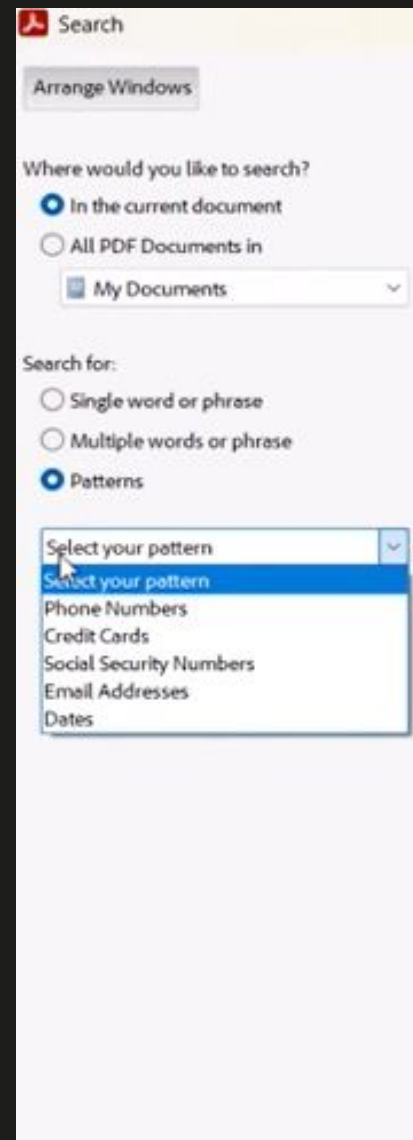 Search
Arrange Windows
Where would you like to search?
In the current document
All PDF Documents in
My Documents
Search for:
Single word or phrase
Multiple words or phrase
Patterns
Select your pattern
Select your pattern
Phone Numbers
Credit Cards
Social Security Numbers
Email Addresses
Dates